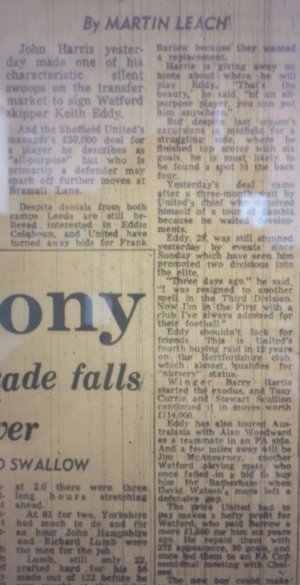 By MARTIN LEACH
John Harris yester-
day made one of his
characteristic silent
swoops on the transfer
market to sign Watford
skipper Keith Eddy.
And the Sheffield United's
manager's £50,000 deal for
a player he describes as
"all-purpose" but who is
primarily a defender may
spark off further moves at
Bramall Lane.
Despite denials from both
camps Leeds are still be-
lieved interested in Eddie
Colquhoun, and United have
turned away bids for Frank
Barlow because they wanted
a replacement.
Harris is giving away no
hints about where he will
play Eddy. "That's the
beauty," he said, "of an all-
purpose player, you can put
him anywhere."
But despite last season's
excursions in midfield for a
struggling side, where he
finished top scorer with six
goals, he is most likely to
be found a spot in the back
four.
Yesterday's deal came
after a three-month wait by
United's chief who deprived
himself of a tour of Zambia
because he waited develop-
ments.
Eddy, 28, was still stunned
yesterday by events since
Sunday which have seen him
promoted two divisions into
the elite.
"Three days ago," he said,
"I was resigned to another
spell in the Third Division.
Now I'm in the First with a
club I've always admired for
their football."
Eddy shouldn't lack for
friends. This is United's
fourth buying raid in 12 years
on the Hertfordshire club,
which almost qualifies for
"nursery" status.
Winger Barry Hartle
started the exodus, and Tony
Currie and Stewart Scullion
continued it in moves worth
£114,000.
Eddy has also toured Aus-
tralasia with Alan Woodward
as a teammate in an FA side.
And a few miles away will be
Jim McAnearney, another
Watford playing mate, who
once failed in a bid to buy
him for Rotherham when
David Watson's move left a
defensive gap.
The price United had to
pay makes a hefty profit for
Watford, who paid Barrow a
mere £1,500 for him six years
ago. He repaid them with
appearances, 30 goals, and
once led them to an FA Cup
semi-final meeting with Chel-
sea.
The new boy could make
ony
rade falls
ver
D SWALLOW
at 2.0 there were three
long hours stretching
ahead.
At 81 for two, Yorkshire
had much to do and for
an hour John Hampshire
and Richard Lumb were
the men for the job.
Lumb, still only 22,
grafted hard for his 56
made out of 122 before he